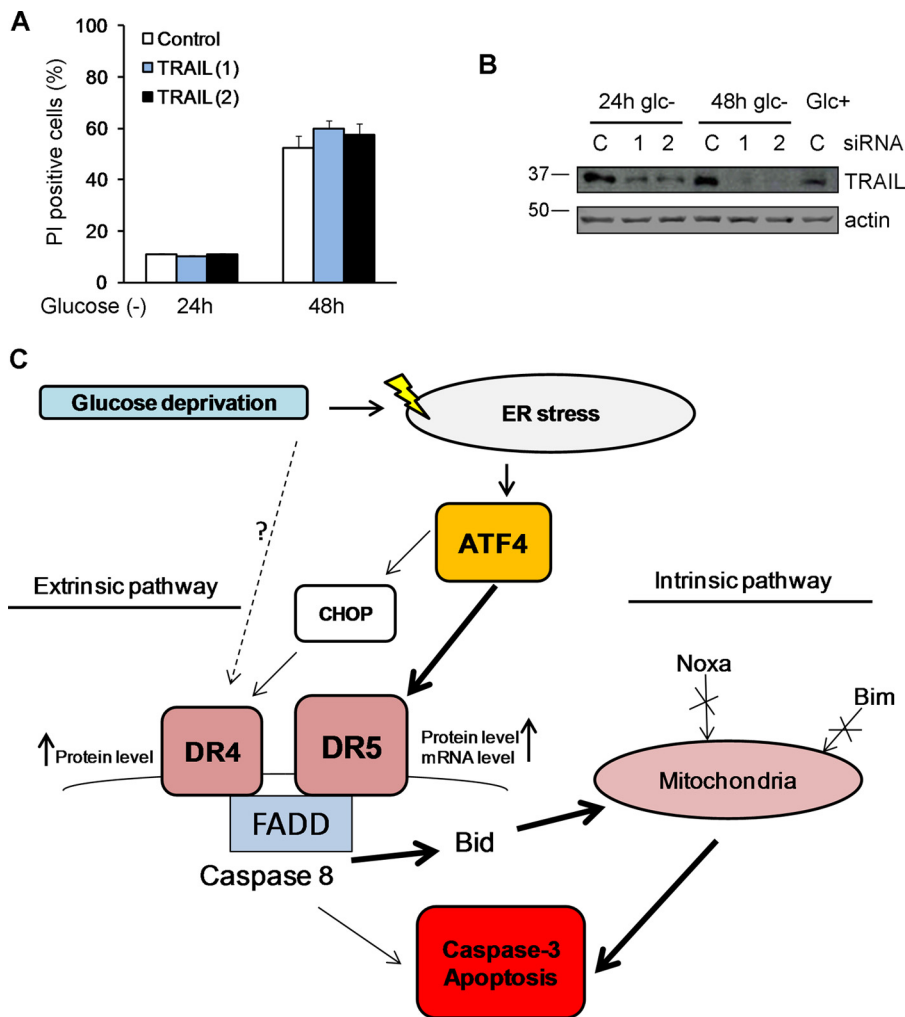 A
PI positive cells (%)
100
80
60
40
20
0
Control
TRAIL (1)
TRAIL (2)
Glucose (-) 24h 48h
B
24h glc- 48h glc- Glc+
C 1 2 C 1 2 C siRNA
37 TRAIL
50 actin
C
Glucose deprivation
ER stress
?
ATF4
Extrinsic pathway
Intrinsic pathway
CHOP
Noxa
Bim
Protein level
DR4
DR5
Protein level
mRNA level
Mitochondria
FADD
Bid
Caspase 8
Caspase-3
Apoptosis